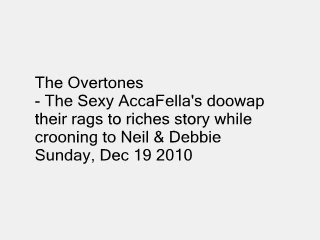 The Overtones
- The Sexy AccaFella's doowap
their rags to riches story while
crooning to Neil & Debbie
Sunday, Dec 19 2010